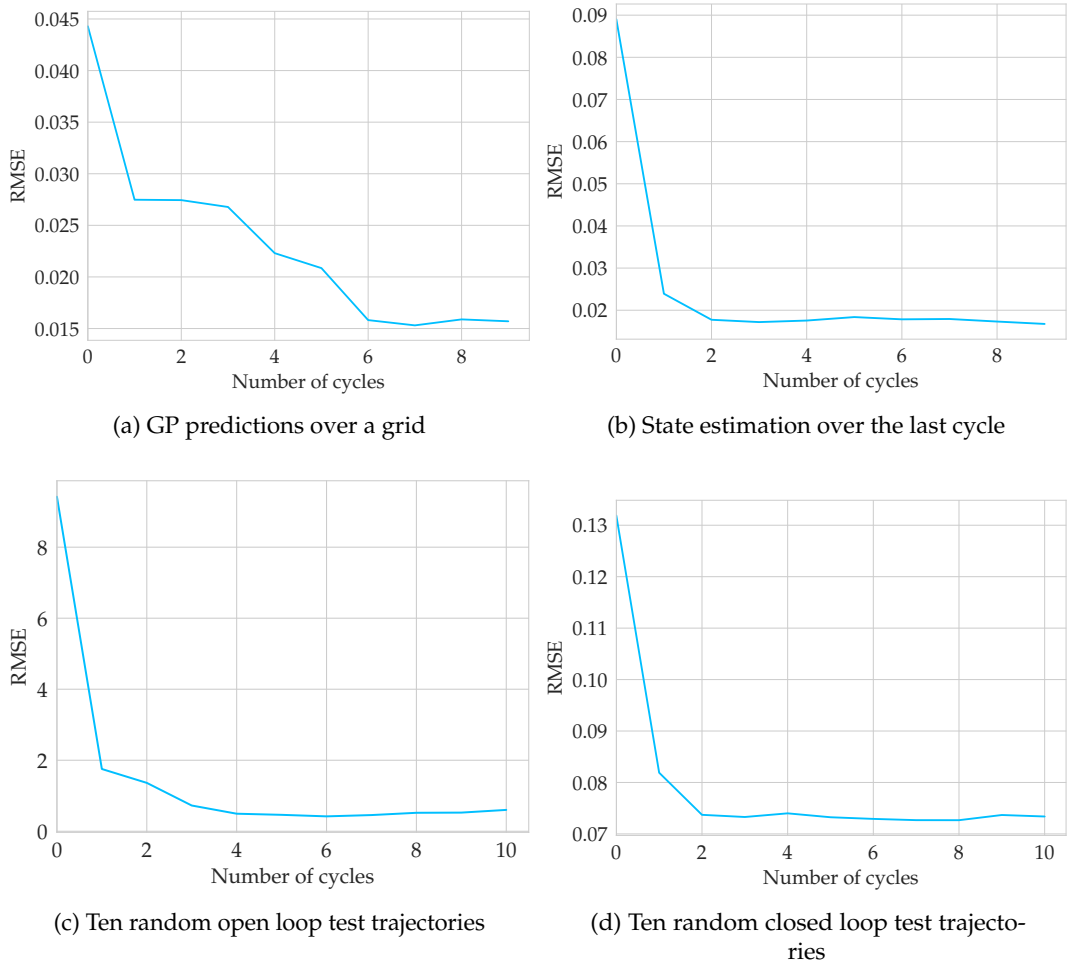 0.045
0.040
0.035
0.030
0.025
0.020
0.015
RMSE
0 2 4 6 8
Number of cycles
(a) GP predictions over a grid
0.09
0.08
0.07
0.06
0.05
0.04
0.03
0.02
RMSE
0 2 4 6 8
Number of cycles
(b) State estimation over the last cycle
8
6
4
2
0
RMSE
0 2 4 6 8 10
Number of cycles
(c) Ten random open loop test trajectories
0.13
0.12
0.11
0.10
0.09
0.08
0.07
RMSE
0 2 4 6 8 10
Number of cycles
(d) Ten random closed loop test trajecto-
ries